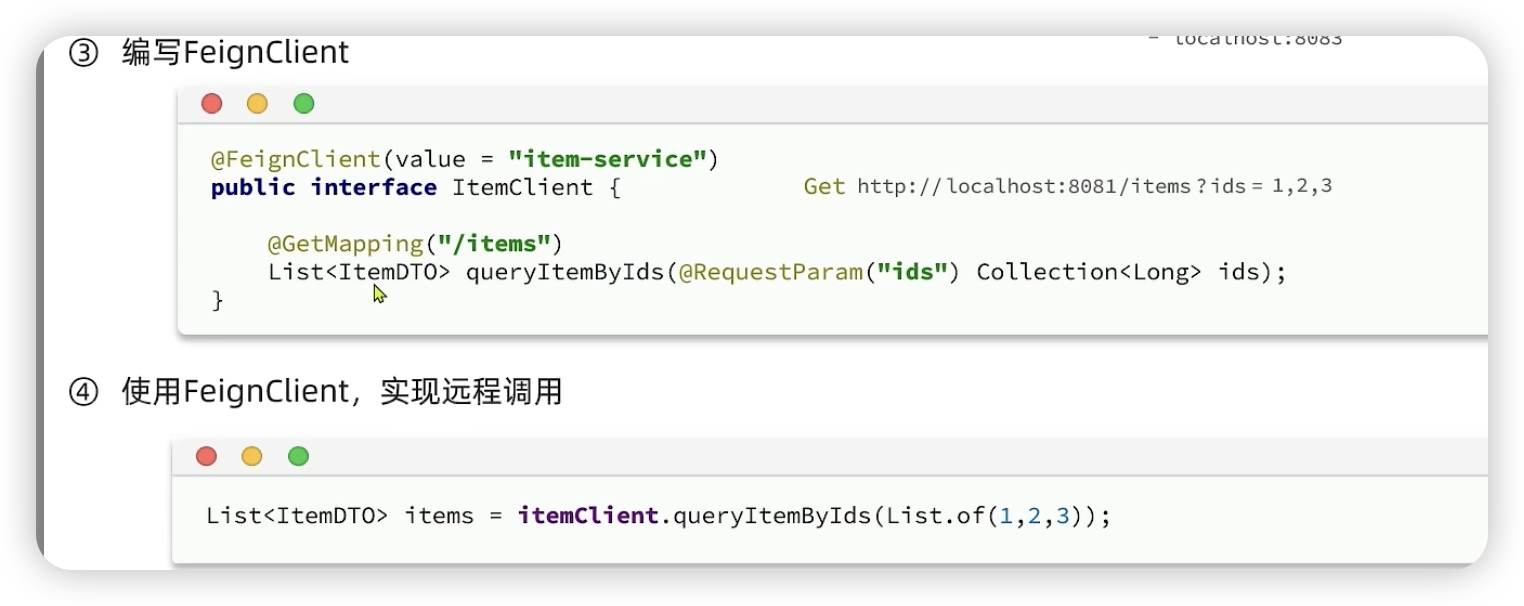 - localhost:8083
③ 编写FeignClient
@FeignClient(value = "item-service")
public interface ItemClient {
Get http://localhost:8081/items?ids=1,2,3
@GetMapping("/items")
List<ItemDTO> queryItemByIds(@RequestParam("ids") Collection<Long> ids);
}
④ 使用FeignClient，实现远程调用
List<ItemDTO> items = itemClient.queryItemByIds(List.of(1,2,3));